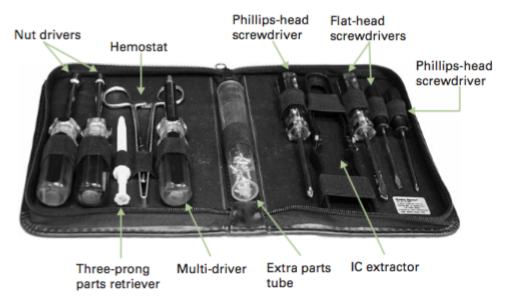 Phillips-head
screwdriver
Flat-head
screwdrivers
Nut drivers
Hemostat
Phillips-head
screwdriver
Three-prong
parts retriever
Multi-driver
Extra parts
tube
IC extractor